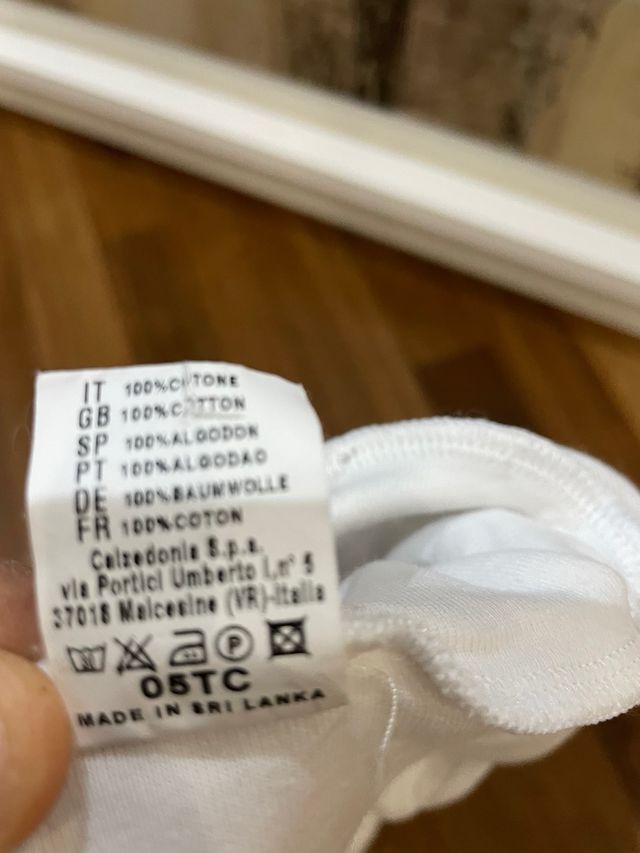 IT 100%COTONE
GB 100%COTTON
SP 100%ALGODON
PT 100%ALGODAO
DE 100%BAUMWOLLE
FR 100%COTON
Calzedonia S.p.a.
via Portici Umberto I,n° 5
37018 Malcesine (VR)-Italia
P
05TC
MADE IN SRI LANKA